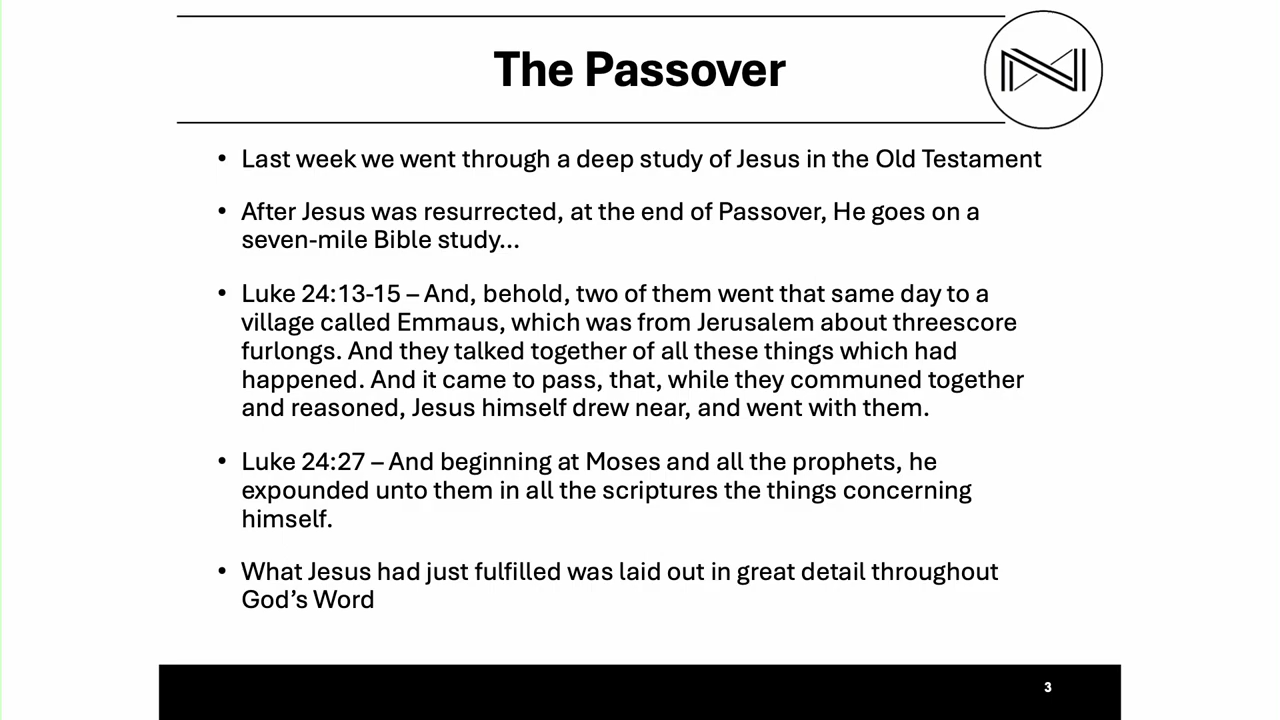 The Passover
• Last week we went through a deep study of Jesus in the Old Testament
• After Jesus was resurrected, at the end of Passover, He goes on a
seven-mile Bible study...
• Luke 24:13-15 – And, behold, two of them went that same day to a
village called Emmaus, which was from Jerusalem about threescore
furlongs. And they talked together of all these things which had
happened. And it came to pass, that, while they communed together
and reasoned, Jesus himself drew near, and went with them.
• Luke 24:27 – And beginning at Moses and all the prophets, he
expounded unto them in all the scriptures the things concerning
himself.
• What Jesus had just fulfilled was laid out in great detail throughout
God’s Word
3